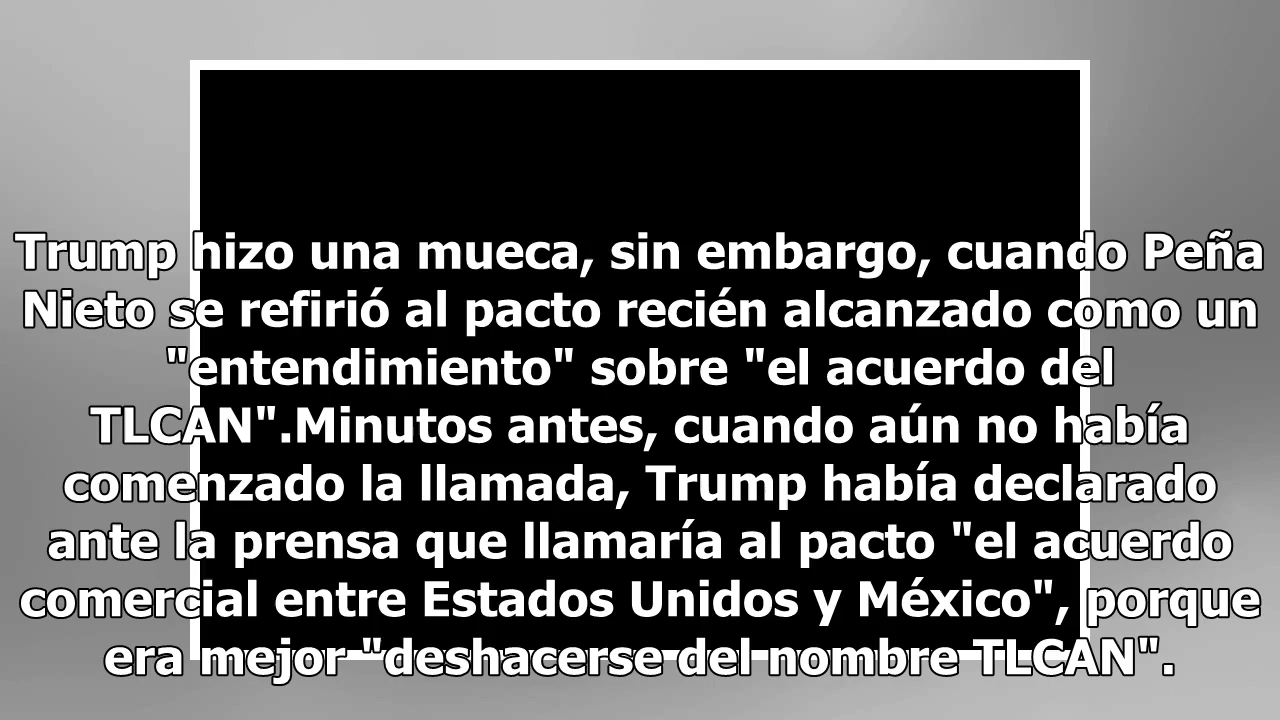 Trump hizo una mueca, sin embargo, cuando Peña
Nieto se refirió al pacto recién alcanzado como un
"entendimiento" sobre "el acuerdo del
TLCAN".Minutos antes, cuando aún no había
comenzado la llamada, Trump había declarado
ante la prensa que llamaría al pacto "el acuerdo
comercial entre Estados Unidos y México", porque
era mejor "deshacerse del nombre TLCAN".